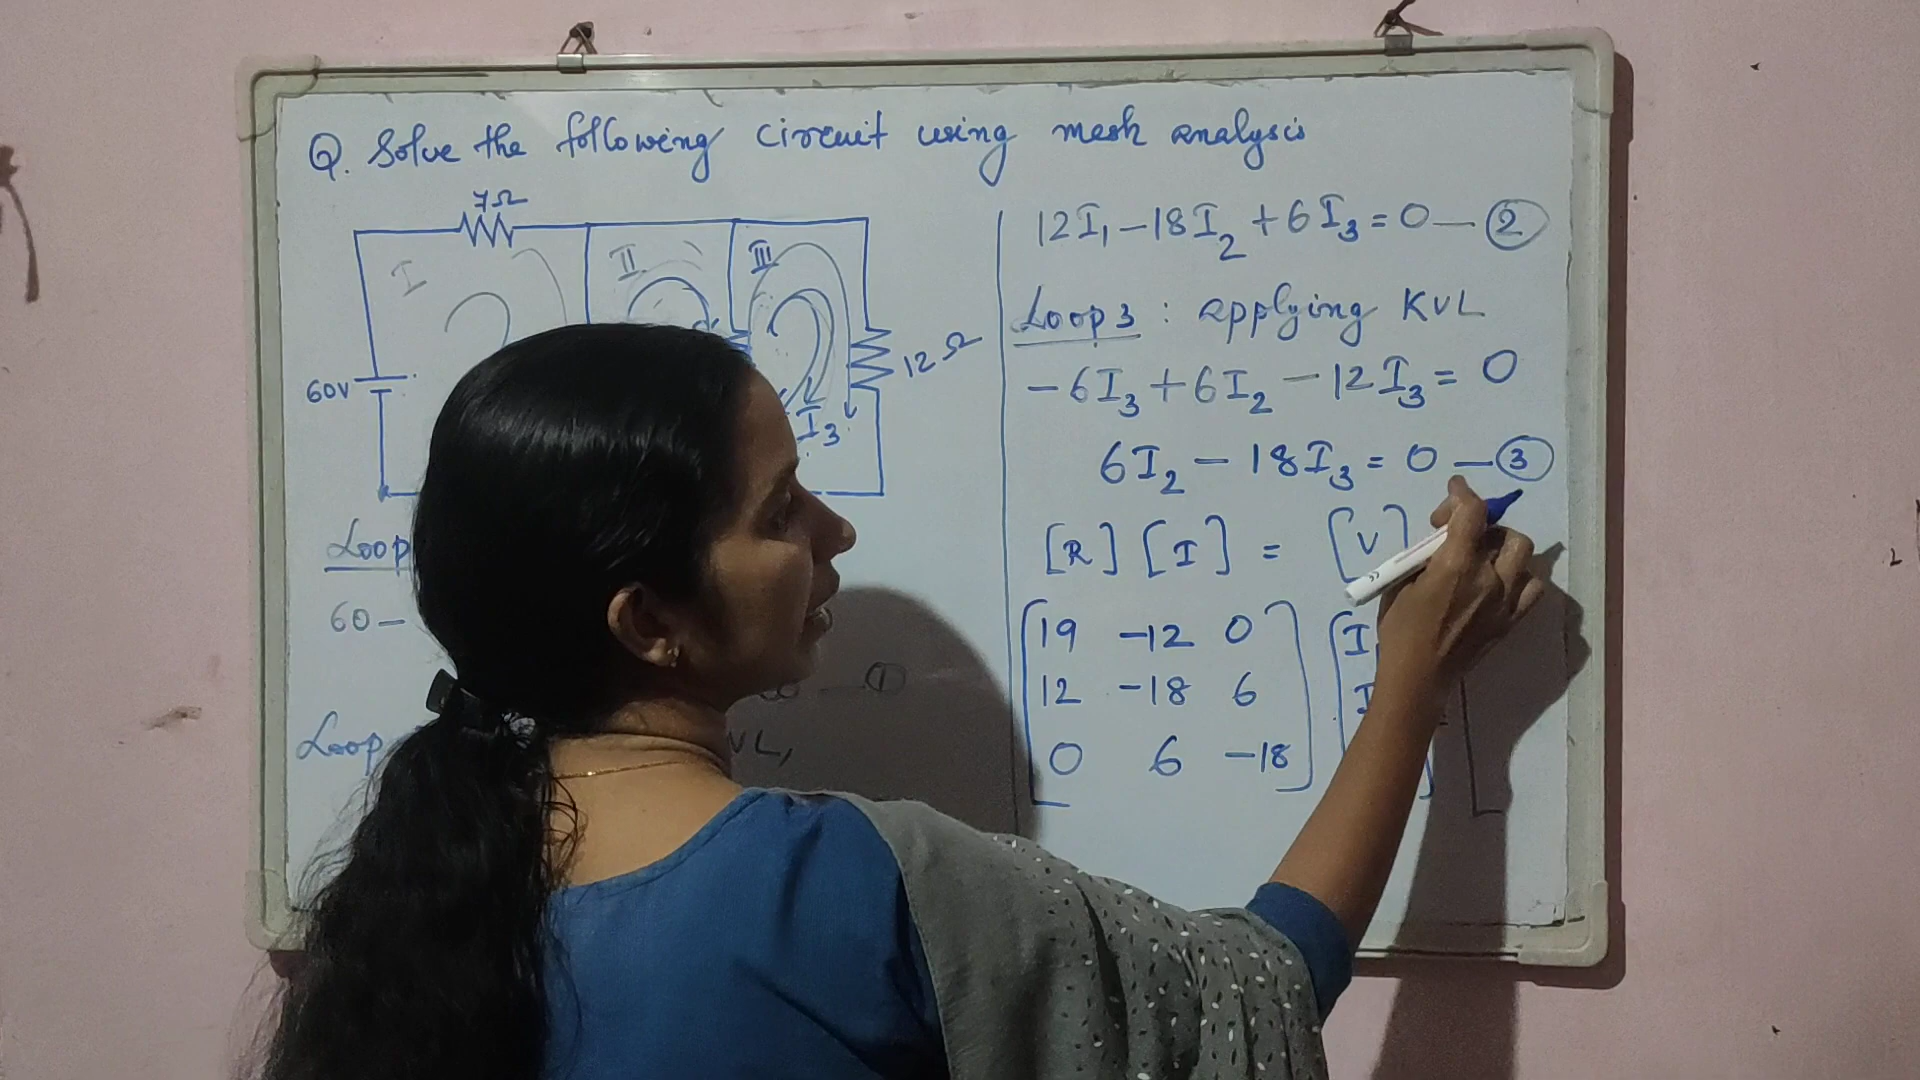 Q. Solve the following circuit using mesh analysis
7Ω
I
II
III
60V
12Ω
I3
Loop
60 —
— ①
Loop
VL,
12I1 - 18I2 + 6I3 = 0 — ②
Loop 3 : applying KVL
- 6I3 + 6I2 - 12I3 = 0
6I2 - 18I3 = 0 — ③
[R] [I] = [V]
19 -12 0 I
12 -18 6 I
0 6 -18